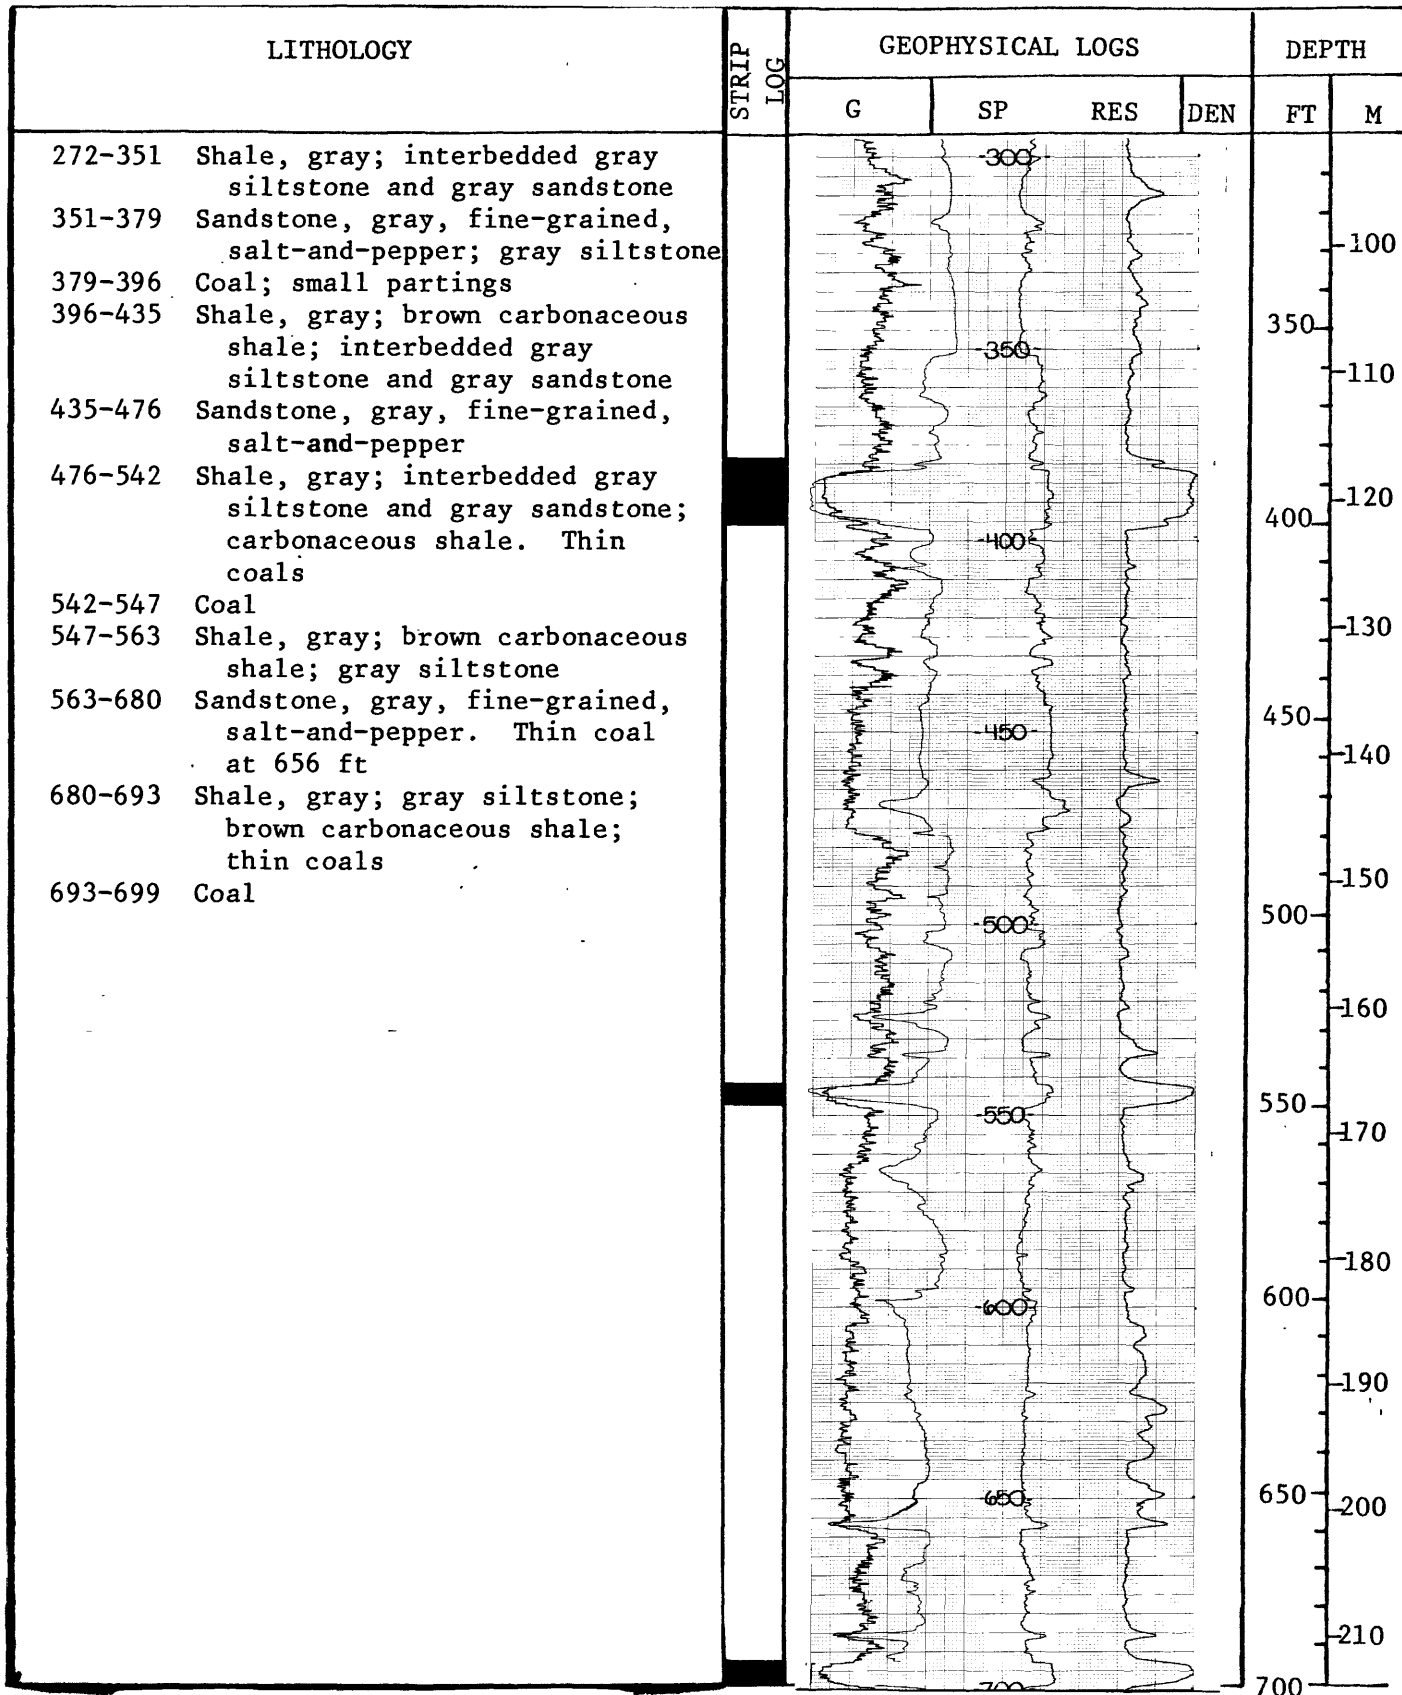 LITHOLOGY
STRIP LOG
GEOPHYSICAL LOGS
DEPTH
G SP RES DEN FT M
272-351 Shale, gray; interbedded gray
siltstone and gray sandstone
351-379 Sandstone, gray, fine-grained,
salt-and-pepper; gray siltstone
379-396 Coal; small partings
396-435 Shale, gray; brown carbonaceous
shale; interbedded gray
siltstone and gray sandstone
435-476 Sandstone, gray, fine-grained,
salt-and-pepper
476-542 Shale, gray; interbedded gray
siltstone and gray sandstone;
carbonaceous shale. Thin
coals
542-547 Coal
547-563 Shale, gray; brown carbonaceous
shale; gray siltstone
563-680 Sandstone, gray, fine-grained,
salt-and-pepper. Thin coal
at 656 ft
680-693 Shale, gray; gray siltstone;
brown carbonaceous shale;
thin coals
693-699 Coal
-300-
-350-
-400-
-450-
-500-
-550-
-600-
-650-
700
350
400
450
500
550
600
650
700
100
110
120
130
140
150
160
170
180
190
200
210